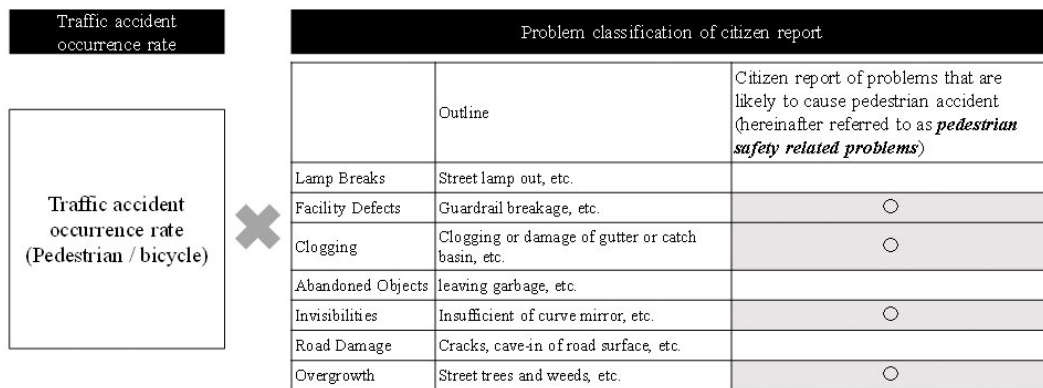 Traffic accident
occurrence rate
Problem classification of citizen report
Traffic accident
occurrence rate
(Pedestrian / bicycle)
Outline
Citizen report of problems that are
likely to cause pedestrian accident
(hereinafter referred to as pedestrian
safety related problems)
Lamp Breaks
Street lamp out, etc.
Facility Defects
Guardrail breakage, etc.
○
Clogging
Clogging or damage of gutter or catch
basin, etc.
○
Abandoned Objects
leaving garbage, etc.
Invisibilities
Insufficient of curve mirror, etc.
○
Road Damage
Cracks, cave-in of road surface, etc.
Overgrowth
Street trees and weeds, etc.
○